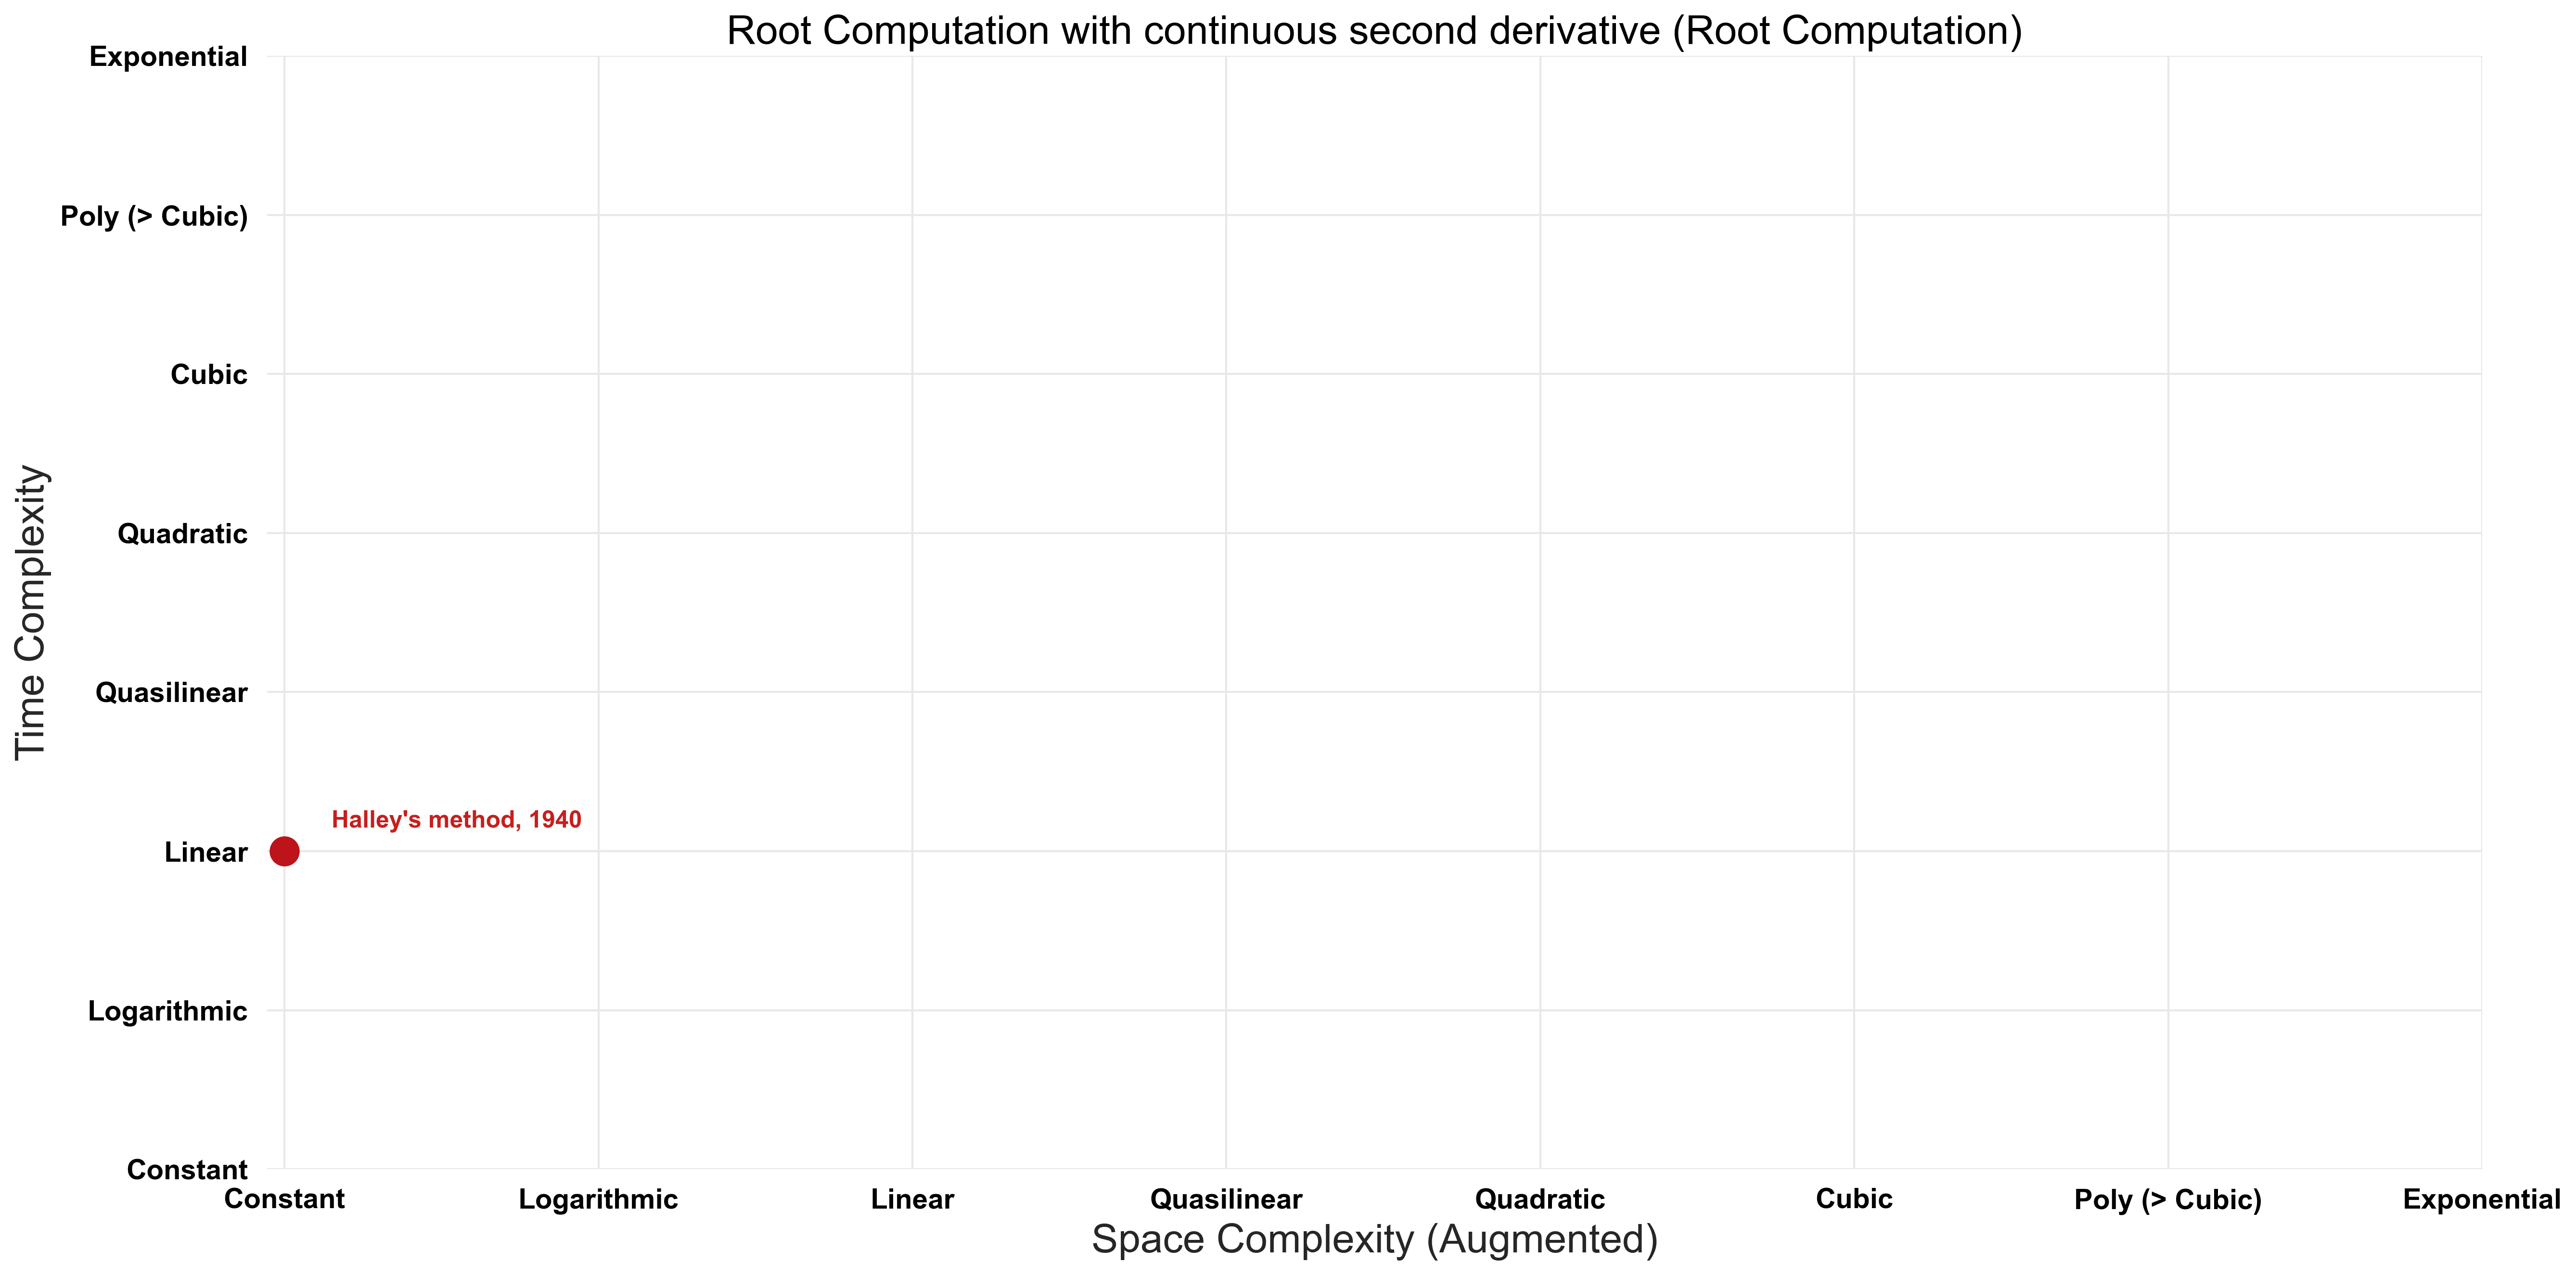 Root Computation with continuous second derivative (Root Computation)
Exponential
Poly (> Cubic)
Cubic
Quadratic
Quasilinear
Linear
Logarithmic
Constant
Time Complexity
Halley's method, 1940
Constant Logarithmic Linear Quasilinear Quadratic Cubic Poly (> Cubic) Exponential
Space Complexity (Augmented)